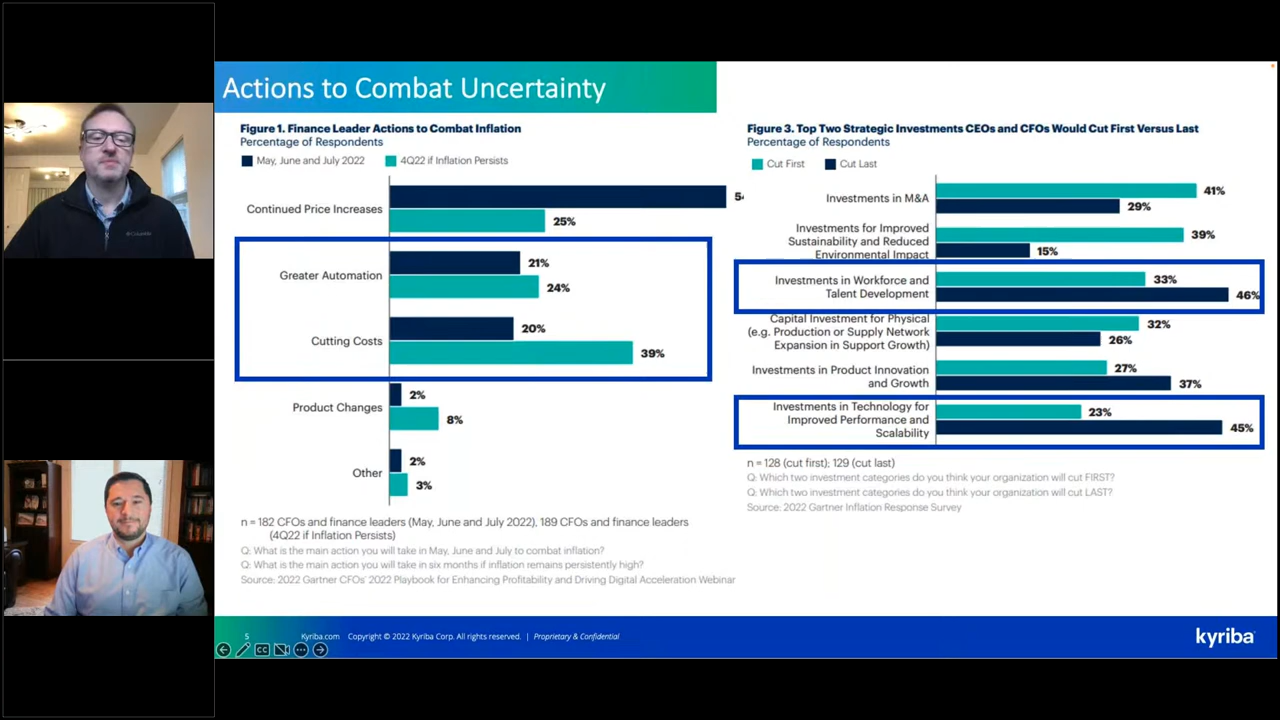 Actions to Combat Uncertainty
Figure 1. Finance Leader Actions to Combat Inflation
Percentage of Respondents
May, June and July 2022
4Q22 if Inflation Persists
Continued Price Increases
25%
Greater Automation
21%
24%
Cutting Costs
20%
39%
Product Changes
2%
8%
Other
2%
3%
n = 182 CFOs and finance leaders (May, June and July 2022), 189 CFOs and finance leaders
(4Q22 if Inflation Persists)
Q: What is the main action you will take in May, June and July to combat inflation?
Q: What is the main action you will take in six months if inflation remains persistently high?
Source: 2022 Gartner CFOs' 2022 Playbook for Enhancing Profitability and Driving Digital Acceleration Webinar
Figure 3. Top Two Strategic Investments CEOs and CFOs Would Cut First Versus Last
Percentage of Respondents
Cut First
Cut Last
Investments in M&A
41%
29%
Investments for Improved
Sustainability and Reduced
Environmental Impact
39%
15%
Investments in Workforce and
Talent Development
33%
46%
Capital Investment for Physical
(e.g. Production or Supply Network
Expansion in Support Growth)
32%
26%
Investments in Product Innovation
and Growth
27%
37%
Investments in Technology for
Improved Performance and
Scalability
23%
45%
n = 128 (cut first); 129 (cut last)
Q: Which two investment categories do you think your organization will cut FIRST?
Q: Which two investment categories do you think your organization will cut LAST?
Source: 2022 Gartner Inflation Response Survey
5
Kyriba.com
Copyright © 2022 Kyriba Corp. All rights reserved. | Proprietary & Confidential
CC
kyriba